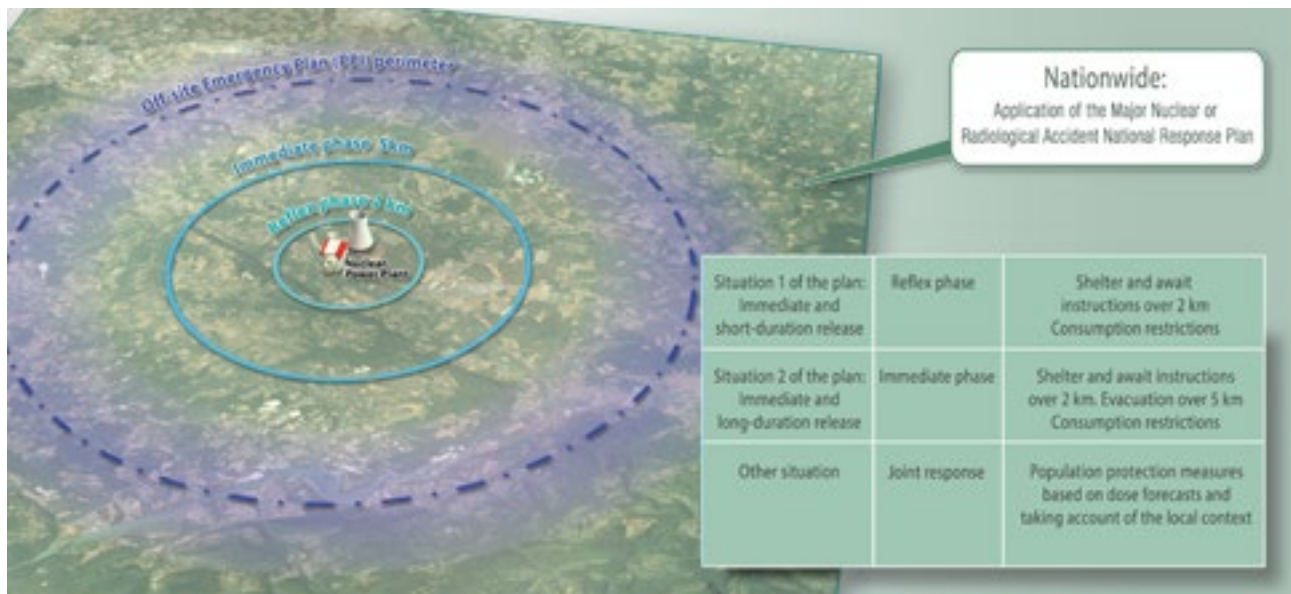 Off-site Emergency Plan (PPI) perimeter
Immediate phase 5km
Reflex phase 2 km
Nuclear
Power Plant
Nationwide:
Application of the Major Nuclear or
Radiological Accident National Response Plan
Situation 1 of the plan:
Immediate and
short-duration release
Reflex phase
Shelter and await
instructions over 2 km
Consumption restrictions
Situation 2 of the plan:
Immediate and
long-duration release
Immediate phase
Shelter and await instructions
over 2 km. Evacuation over 5 km
Consumption restrictions
Other situation
Joint response
Population protection measures
based on dose forecasts and
taking account of the local context